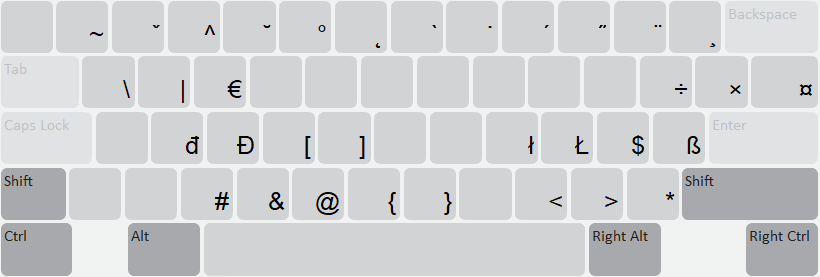 ~ ˇ ^ ˘ ° ˛ ` ˙ ´ ˝ ¨ ¸ Backspace
Tab \ | € ÷ × ¤
Caps Lock đ Đ [ ] ł Ł $ ß Enter
Shift # & @ { } < > * Shift
Ctrl Alt Right Alt Right Ctrl